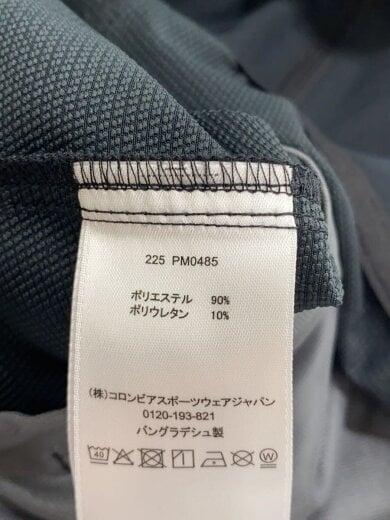 225 PM0485
ポリエステル 90%
ポリウレタン 10%
(株)コロンビアスポーツウェアジャパン
0120-193-821
バングラデシュ製
40 W